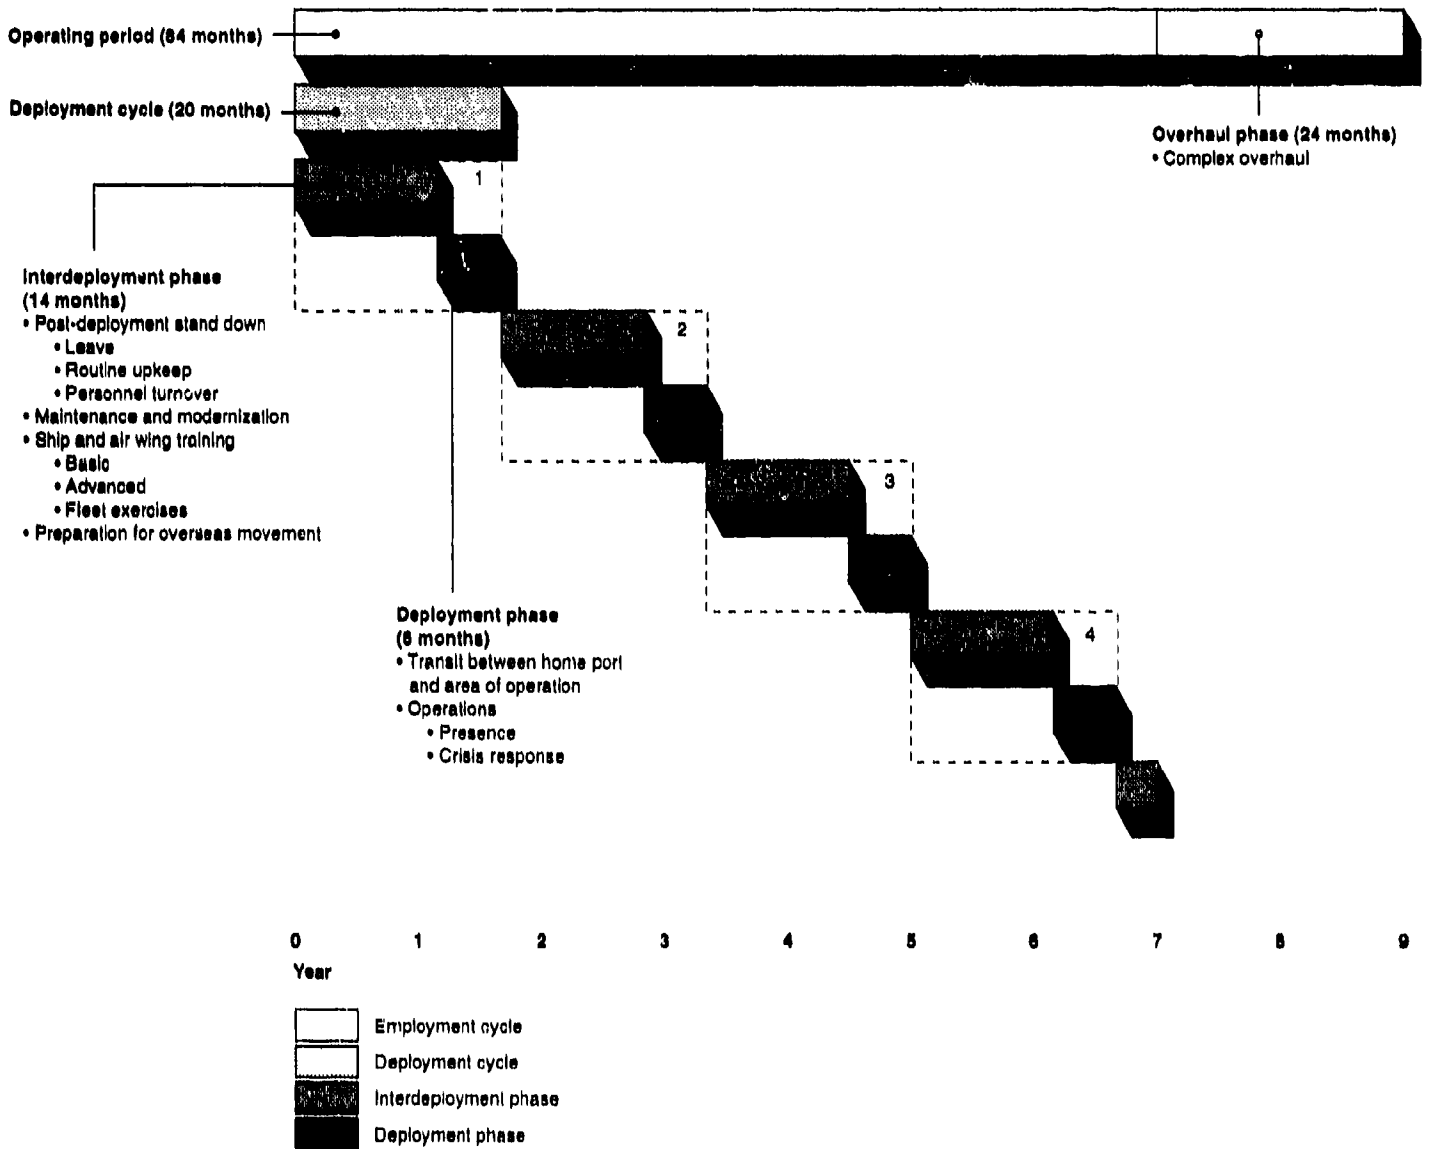 Operating period (84 months)
Deployment cycle (20 months)
Overhaul phase (24 months)
• Complex overhaul
1
Interdeployment phase
(14 months)
• Post-deployment stand down
• Leave
• Routine upkeep
• Personnel turnover
• Maintenance and modernization
• Ship and air wing training
• Basic
• Advanced
• Fleet exercises
• Preparation for overseas movement
2
3
Deployment phase
(6 months)
• Transit between home port
and area of operation
• Operations
• Presence
• Crisis response
4
0 1 2 3 4 5 6 7 8 9
Year
Employment cycle
Deployment cycle
Interdeployment phase
Deployment phase